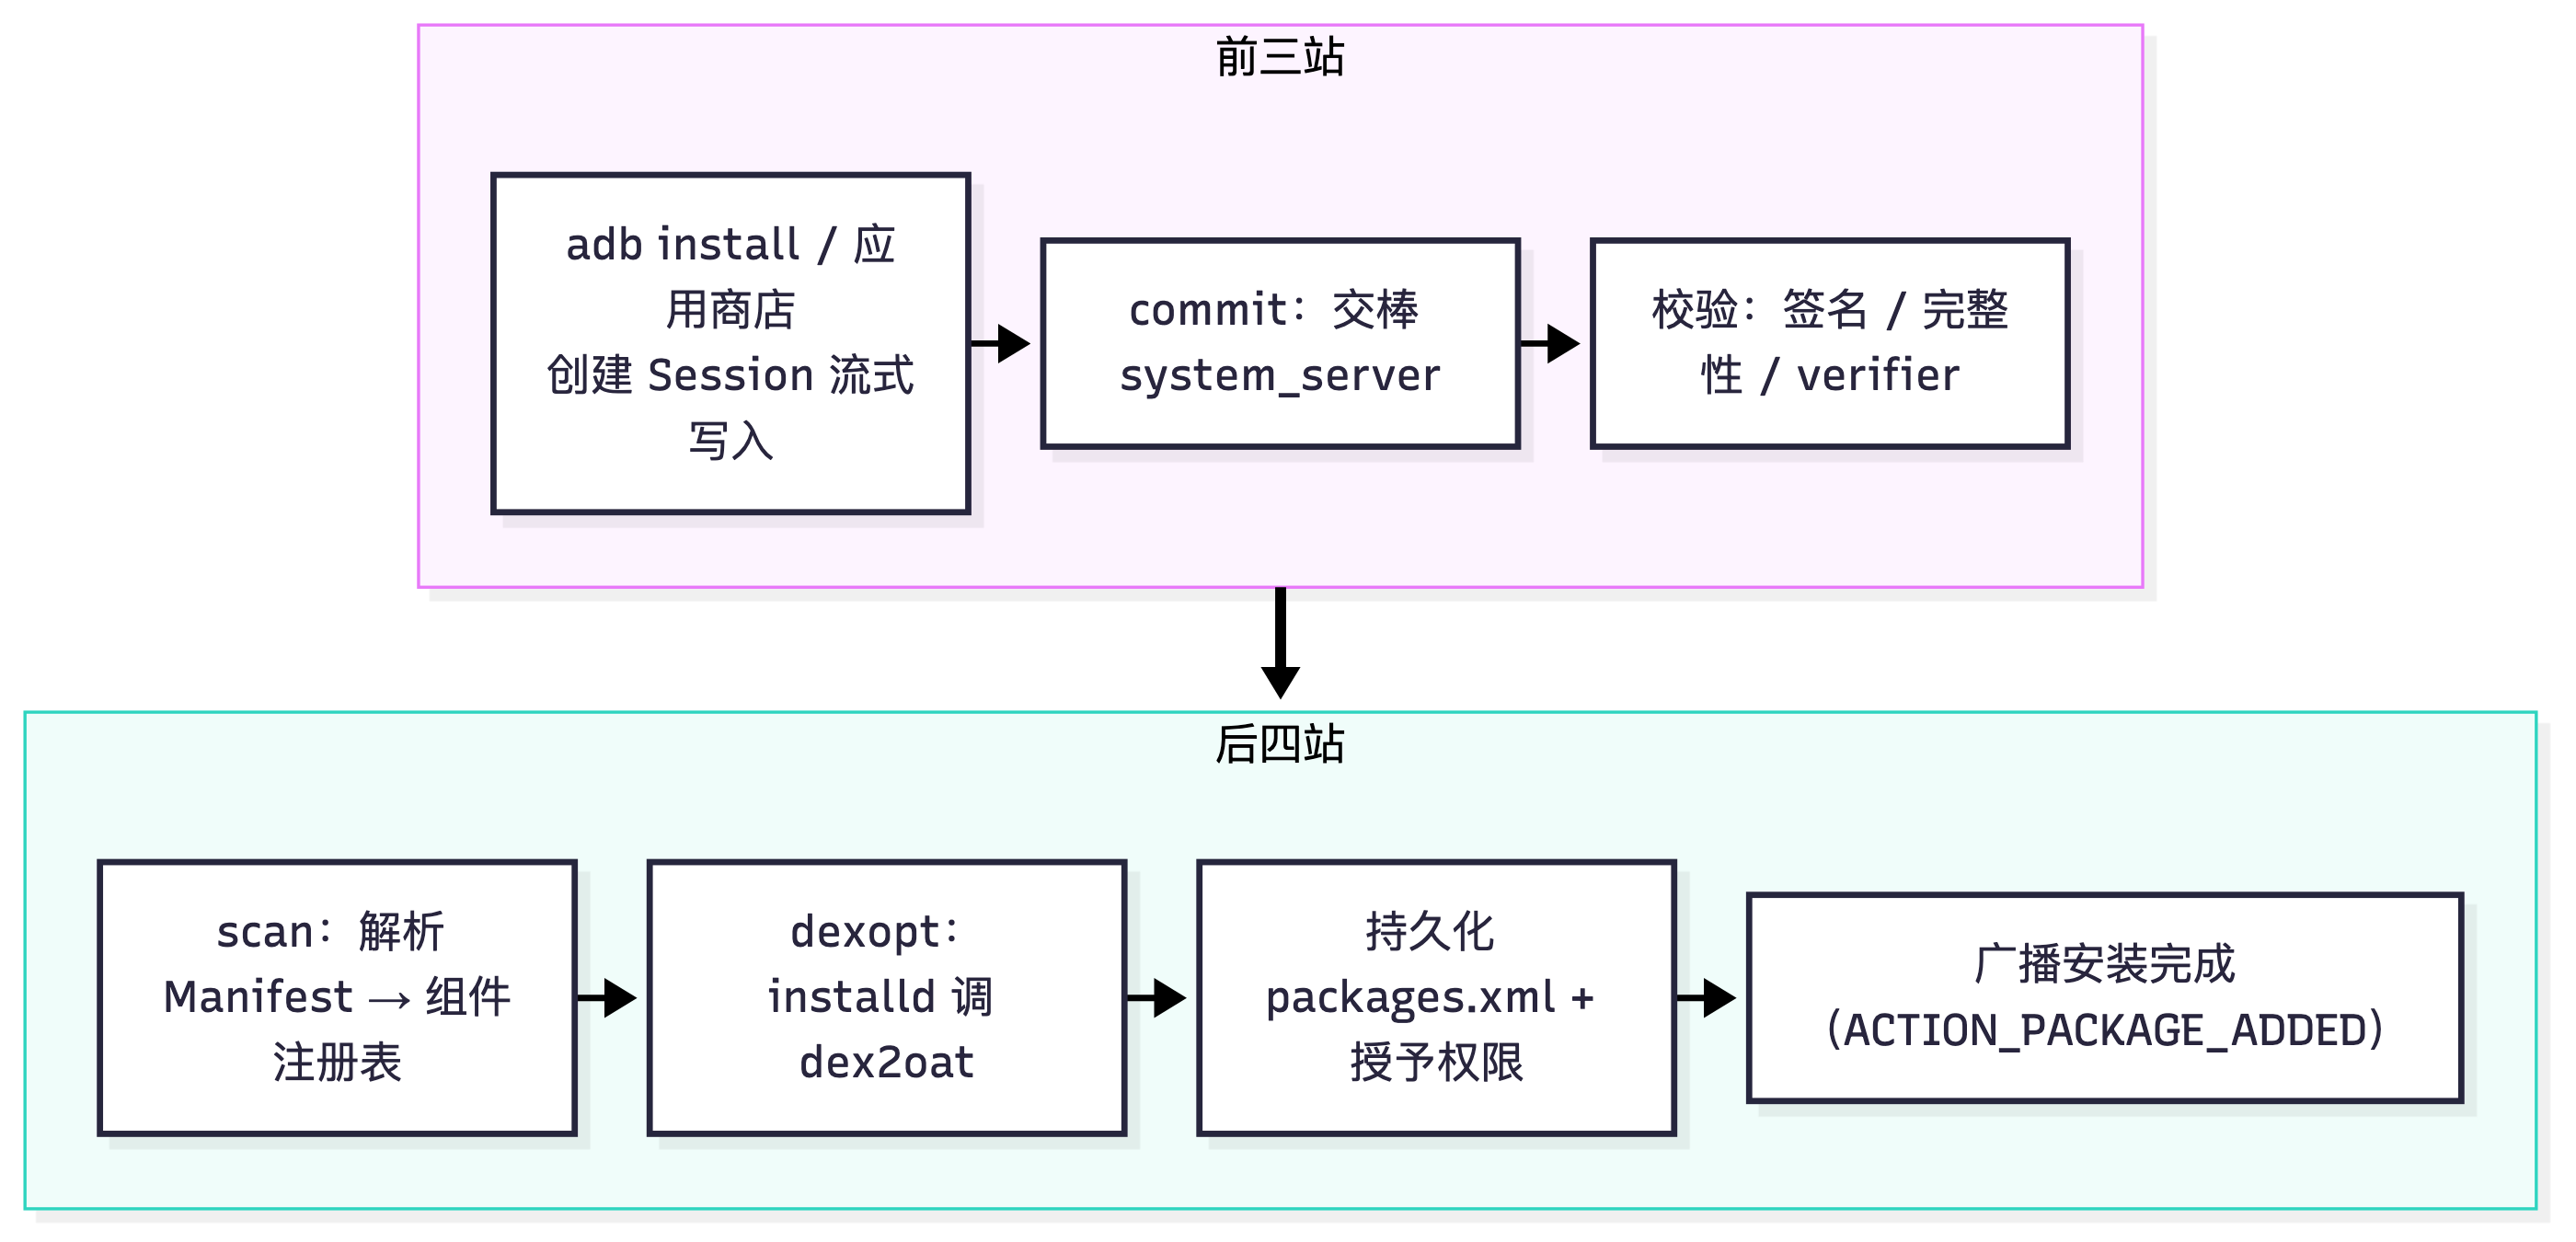 前三站
adb install / 应
用商店
创建 Session 流式
写入
commit：交棒
system_server
校验：签名 / 完整
性 / verifier
后四站
scan：解析
Manifest → 组件
注册表
dexopt：
installd 调
dex2oat
持久化
packages.xml +
授予权限
广播安装完成
(ACTION_PACKAGE_ADDED)